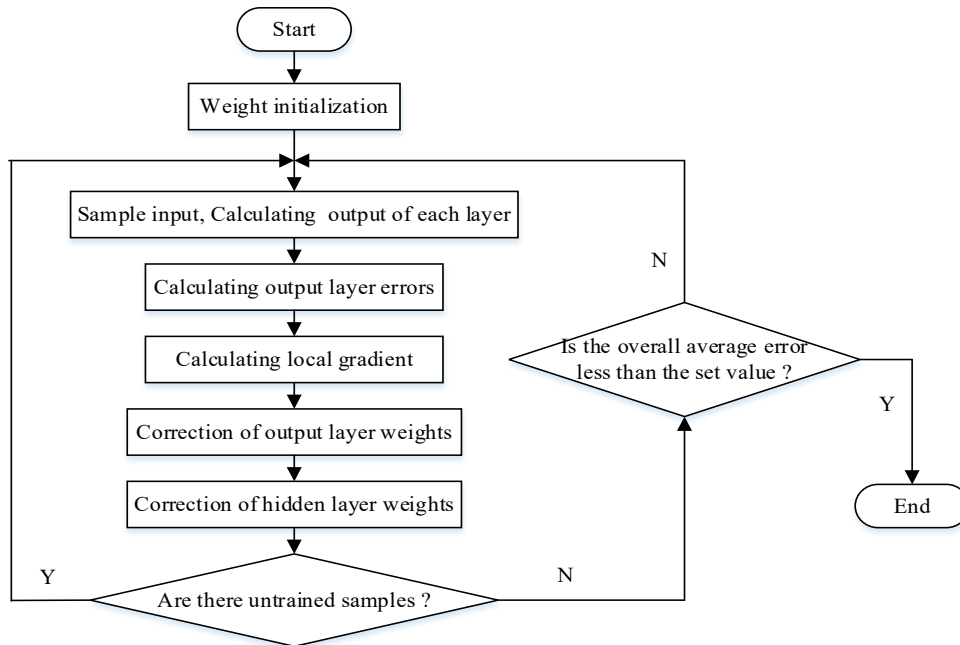 Start
Weight initialization
Sample input, Calculating output of each layer
Calculating output layer errors
Calculating local gradient
Correction of output layer weights
Correction of hidden layer weights
Y
Are there untrained samples ?
N
N
Is the overall average error
less than the set value ?
Y
End